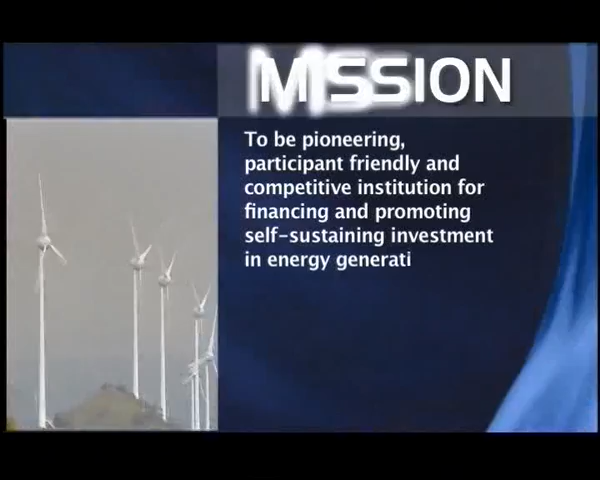 MISSION
To be pioneering,
participant friendly and
competitive institution for
financing and promoting
self-sustaining investment
in energy generati